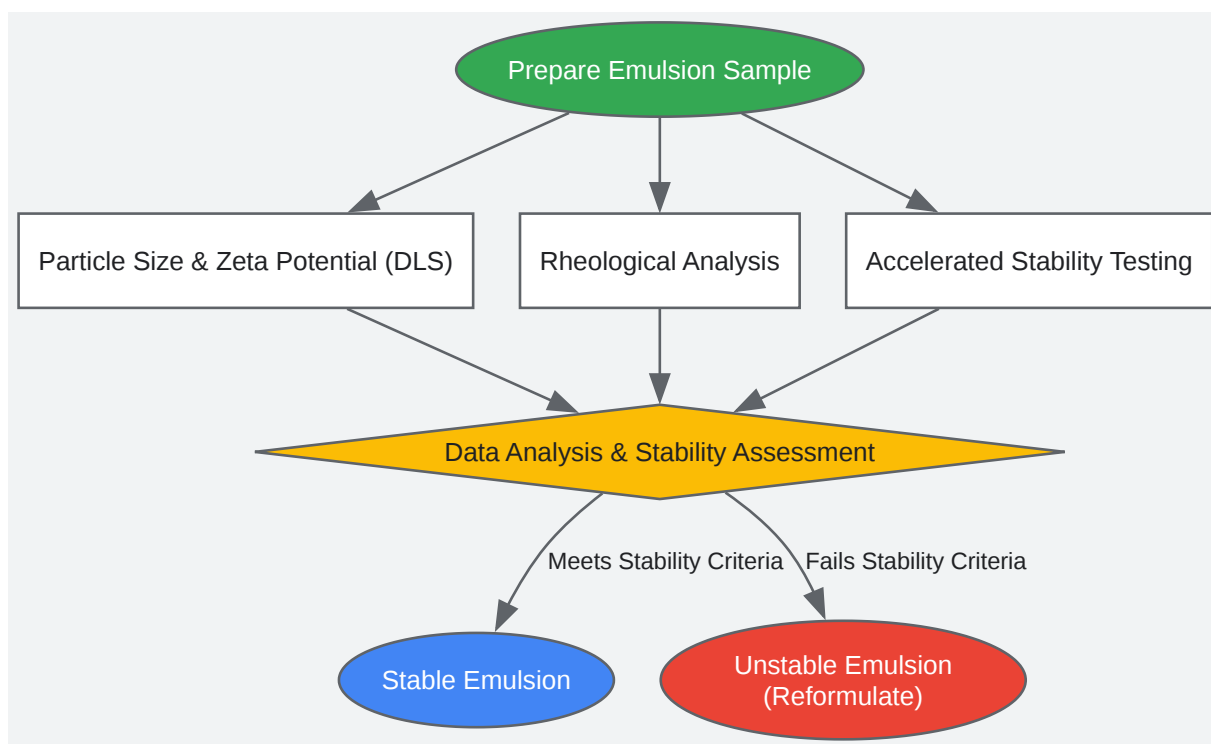 Prepare Emulsion Sample
Particle Size & Zeta Potential (DLS)
Rheological Analysis
Accelerated Stability Testing
Data Analysis & Stability Assessment
Meets Stability Criteria
Fails Stability Criteria
Stable Emulsion
Unstable Emulsion
(Reformulate)